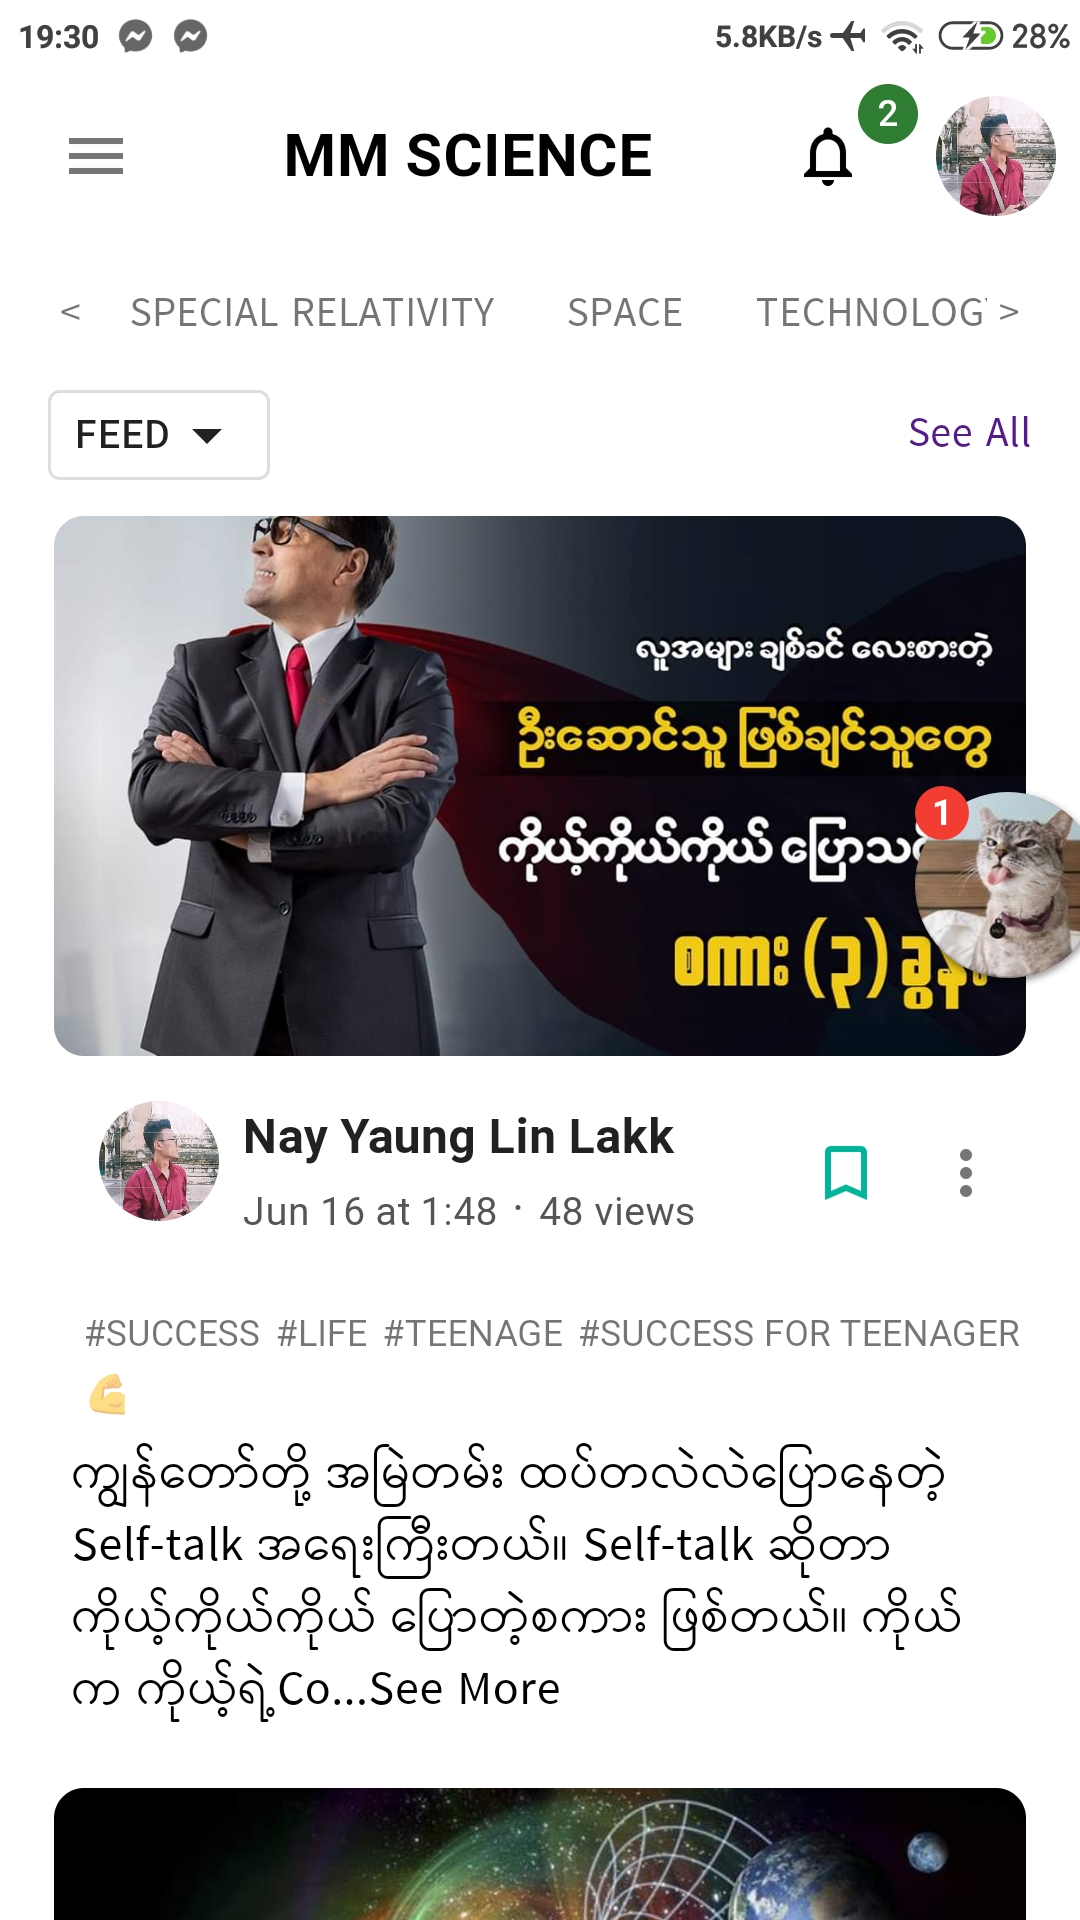 19:30
5.8KB/s 28%
MM SCIENCE
2
< SPECIAL RELATIVITY SPACE TECHNOLOG >
FEED
See All
လူအများ ချစ်ခင် လေးစားတဲ့
ဦးဆောင်သူ ဖြစ်ချင်သူတွေ
ကိုယ့်ကိုယ်ကိုယ်
1
စကား (၃) ခွန်း
Nay Yaung Lin Lakk
Jun 16 at 1:48 · 48 views
#SUCCESS #LIFE #TEENAGE #SUCCESS FOR TEENAGER
💪
ကျွန်တော်တို့ အမြဲတမ်း ထပ်တလဲလဲပြောနေတဲ့
Self-talk အရေးကြီးတယ်။ Self-talk ဆိုတာ
ကိုယ့်ကိုယ်ကိုယ် ပြောတဲ့စကား ဖြစ်တယ်။ ကိုယ်
က ကိုယ့်ရဲ့Co...See More